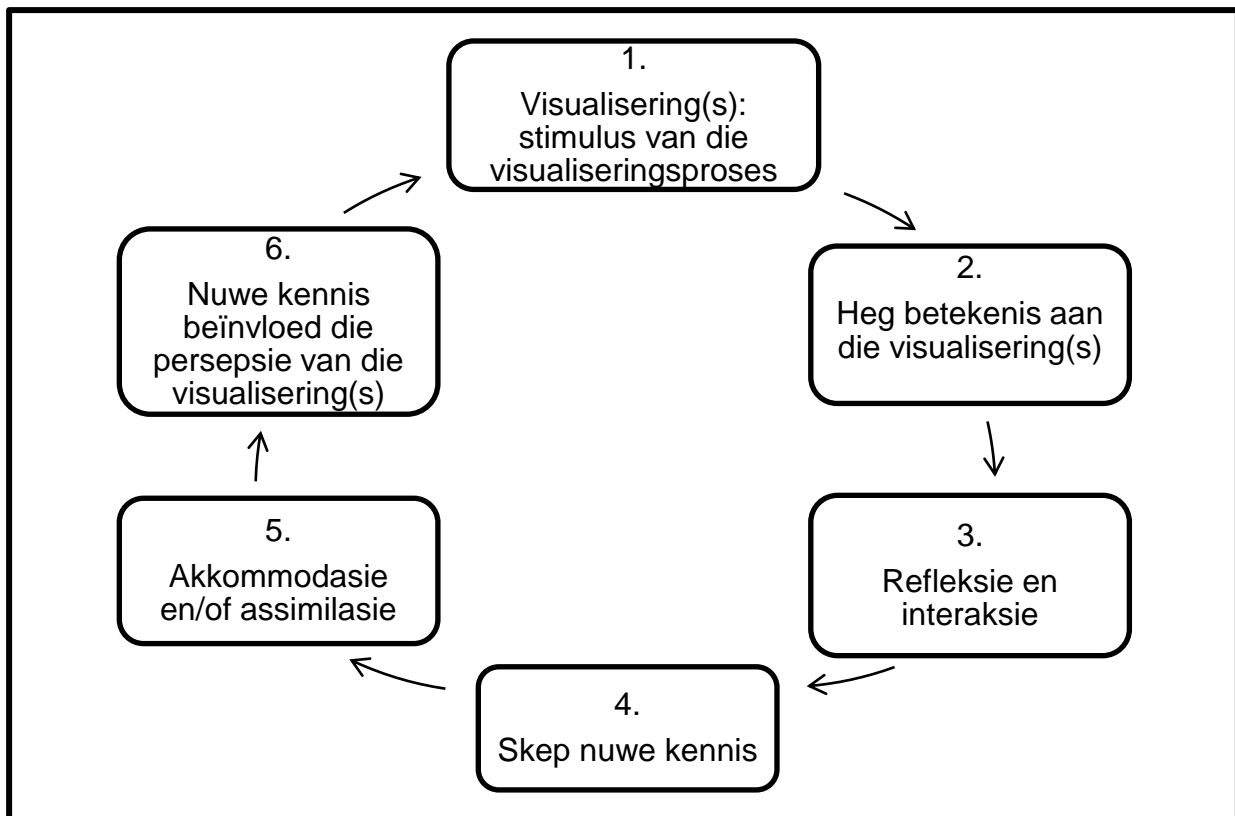 1.
Visualisering(s):
stimulus van die
visualiseringsproses
2.
Heg betekenis aan
die visualisering(s)
3.
Refleksie en
interaksie
4.
Skep nuwe kennis
5.
Akkommodasie
en/of assimilasie
6.
Nuwe kennis
beïnvloed die
persepsie van die
visualisering(s)